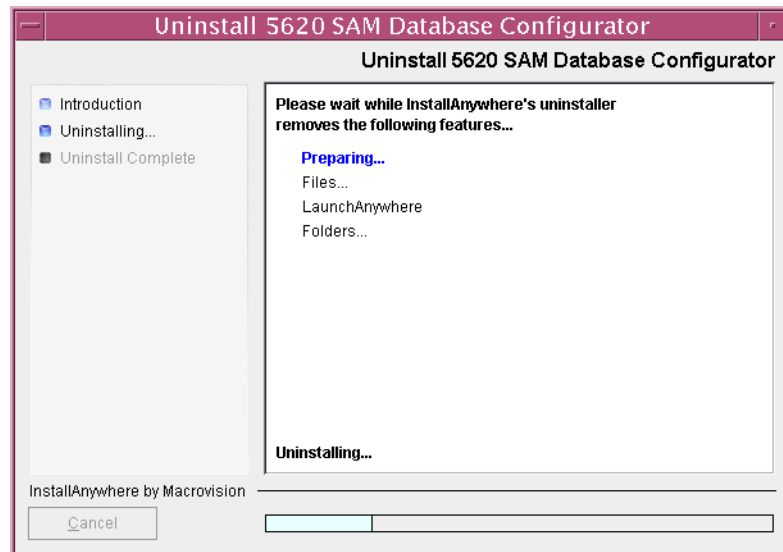 Uninstall 5620 SAM Database Configurator
Uninstall 5620 SAM Database Configurator
Introduction
Uninstalling...
Uninstall Complete
Please wait while InstallAnywhere's uninstaller
removes the following features...
Preparing...
Files...
LaunchAnywhere
Folders...
Uninstalling...
InstallAnywhere by Macrovision
Cancel